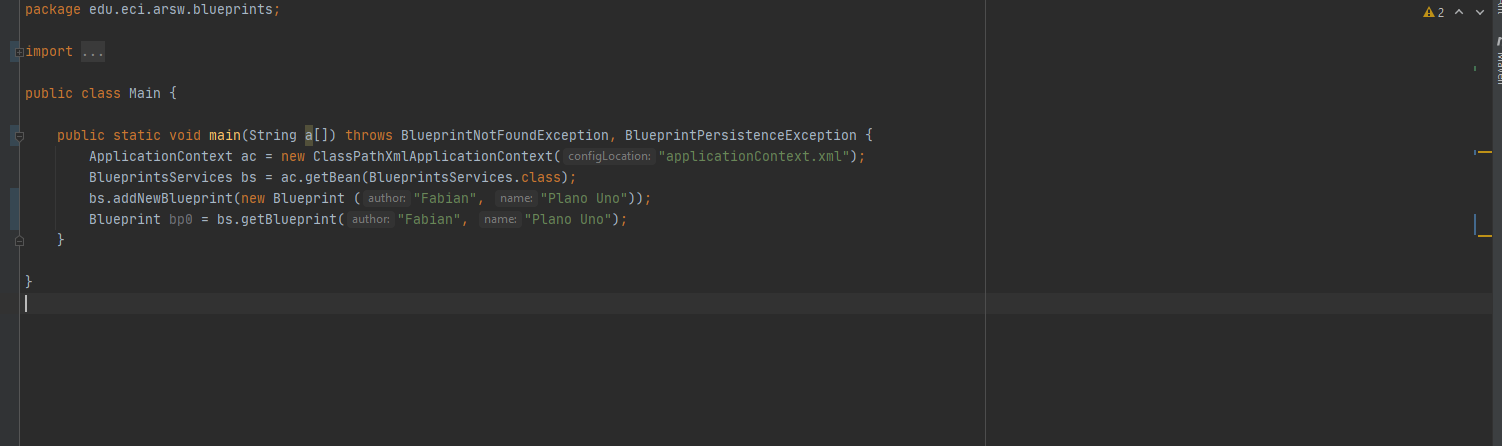 package edu.eci.arsw.blueprints;
2
import ...
Maven
public class Main {
public static void main(String a[]) throws BlueprintNotFoundException, BlueprintPersistenceException {
ApplicationContext ac = new ClassPathXmlApplicationContext( configLocation: "applicationContext.xml");
BlueprintsServices bs = ac.getBean(BlueprintsServices.class);
bs.addNewBlueprint(new Blueprint ( author: "Fabian", name: "Plano Uno"));
Blueprint bp0 = bs.getBlueprint( author: "Fabian", name: "Plano Uno");
}
}